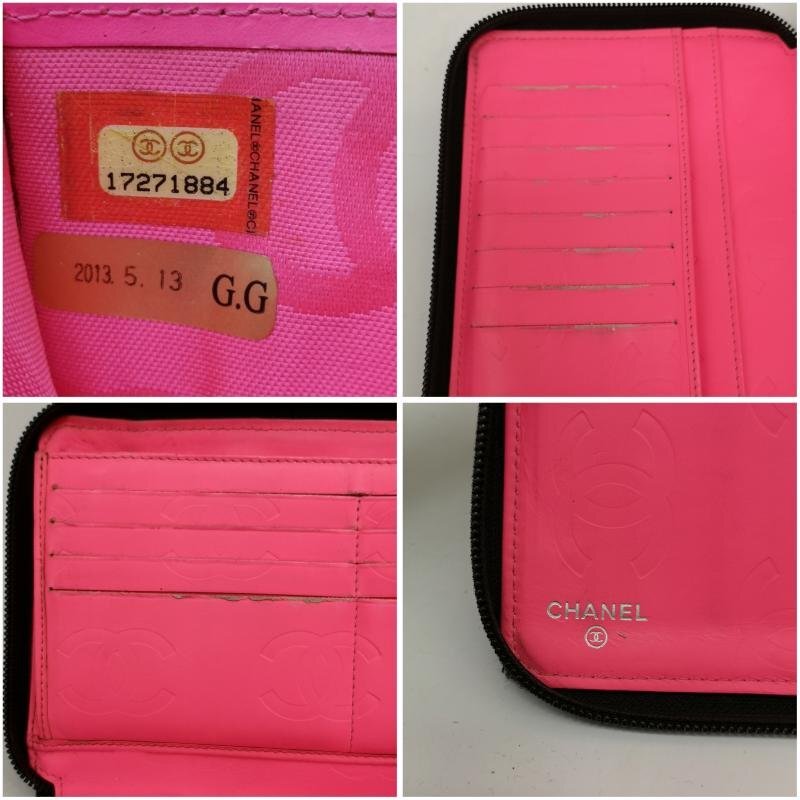 17271884
ANEL®CHANEL®C
2013. 5. 13 G.G
CHANEL